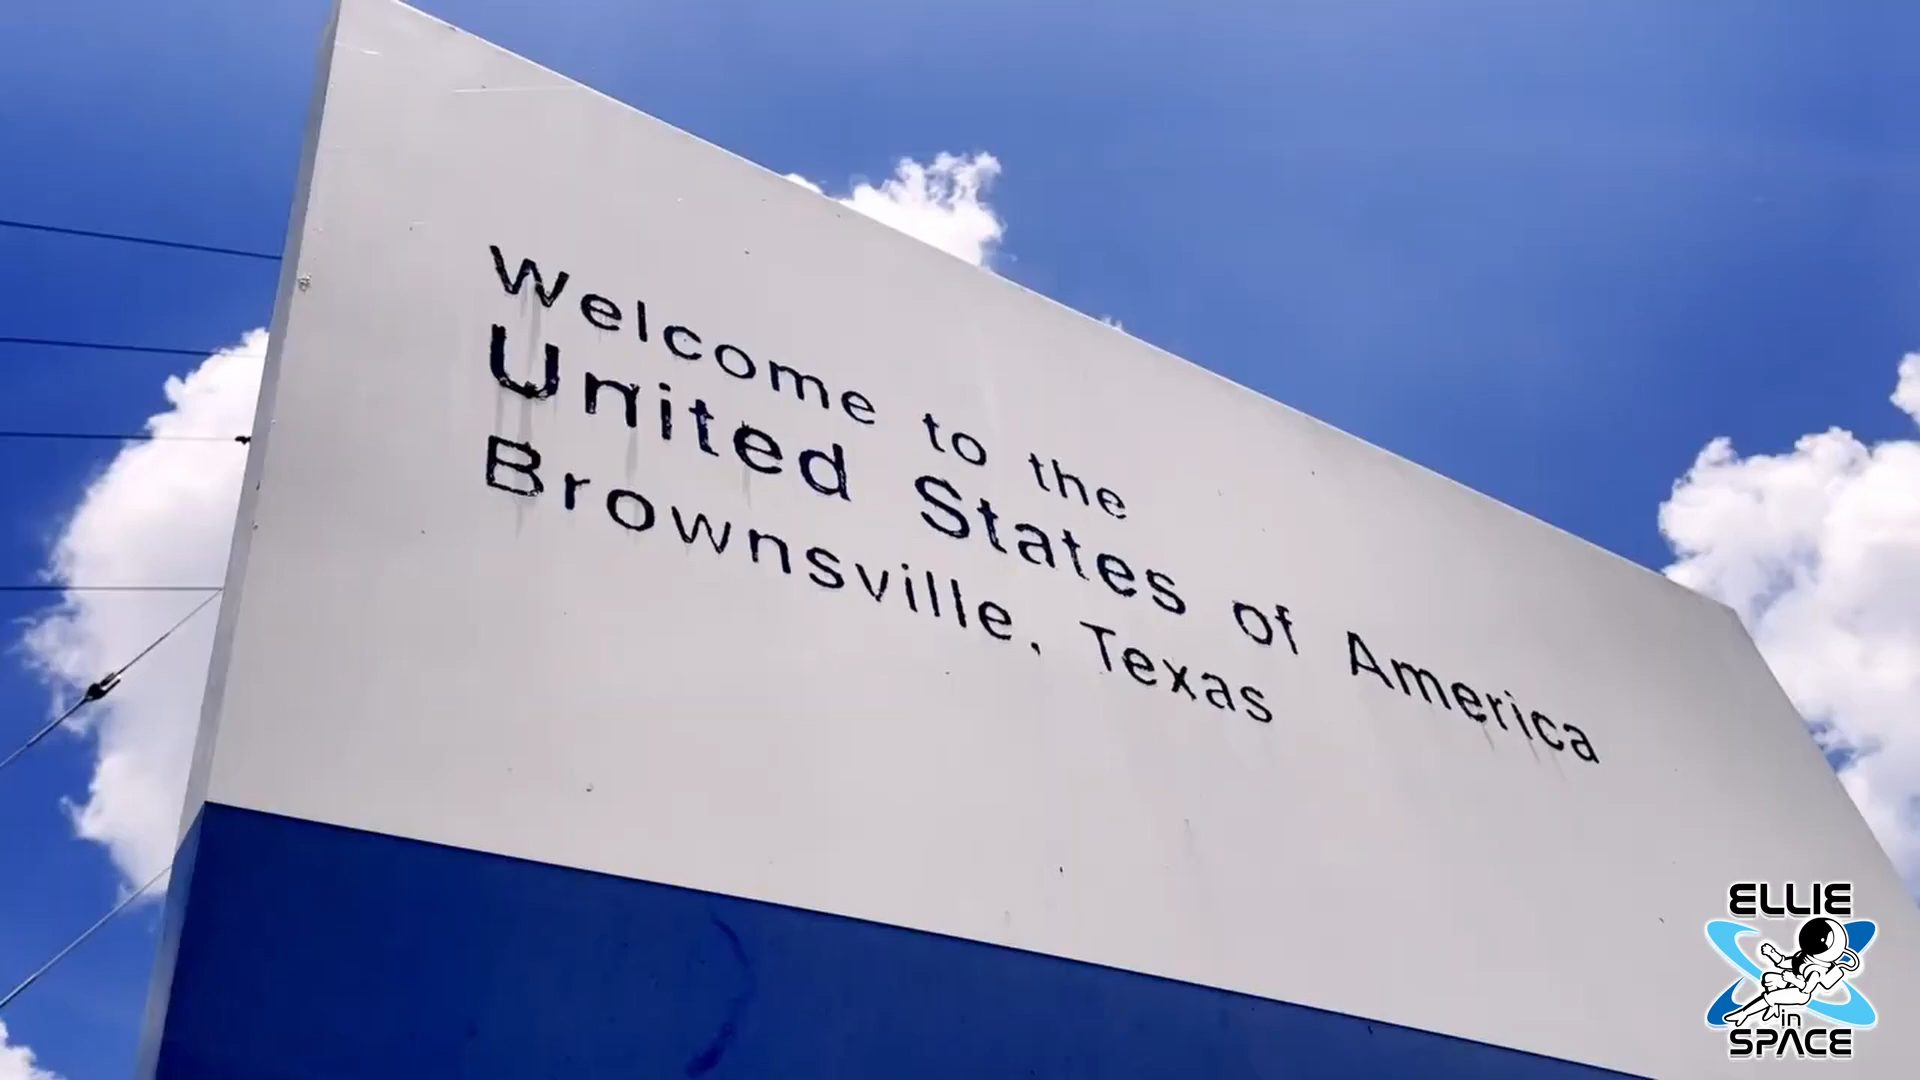 Welcome to the
United States of America
Brownsville, Texas
ELLIE
in
SPACE